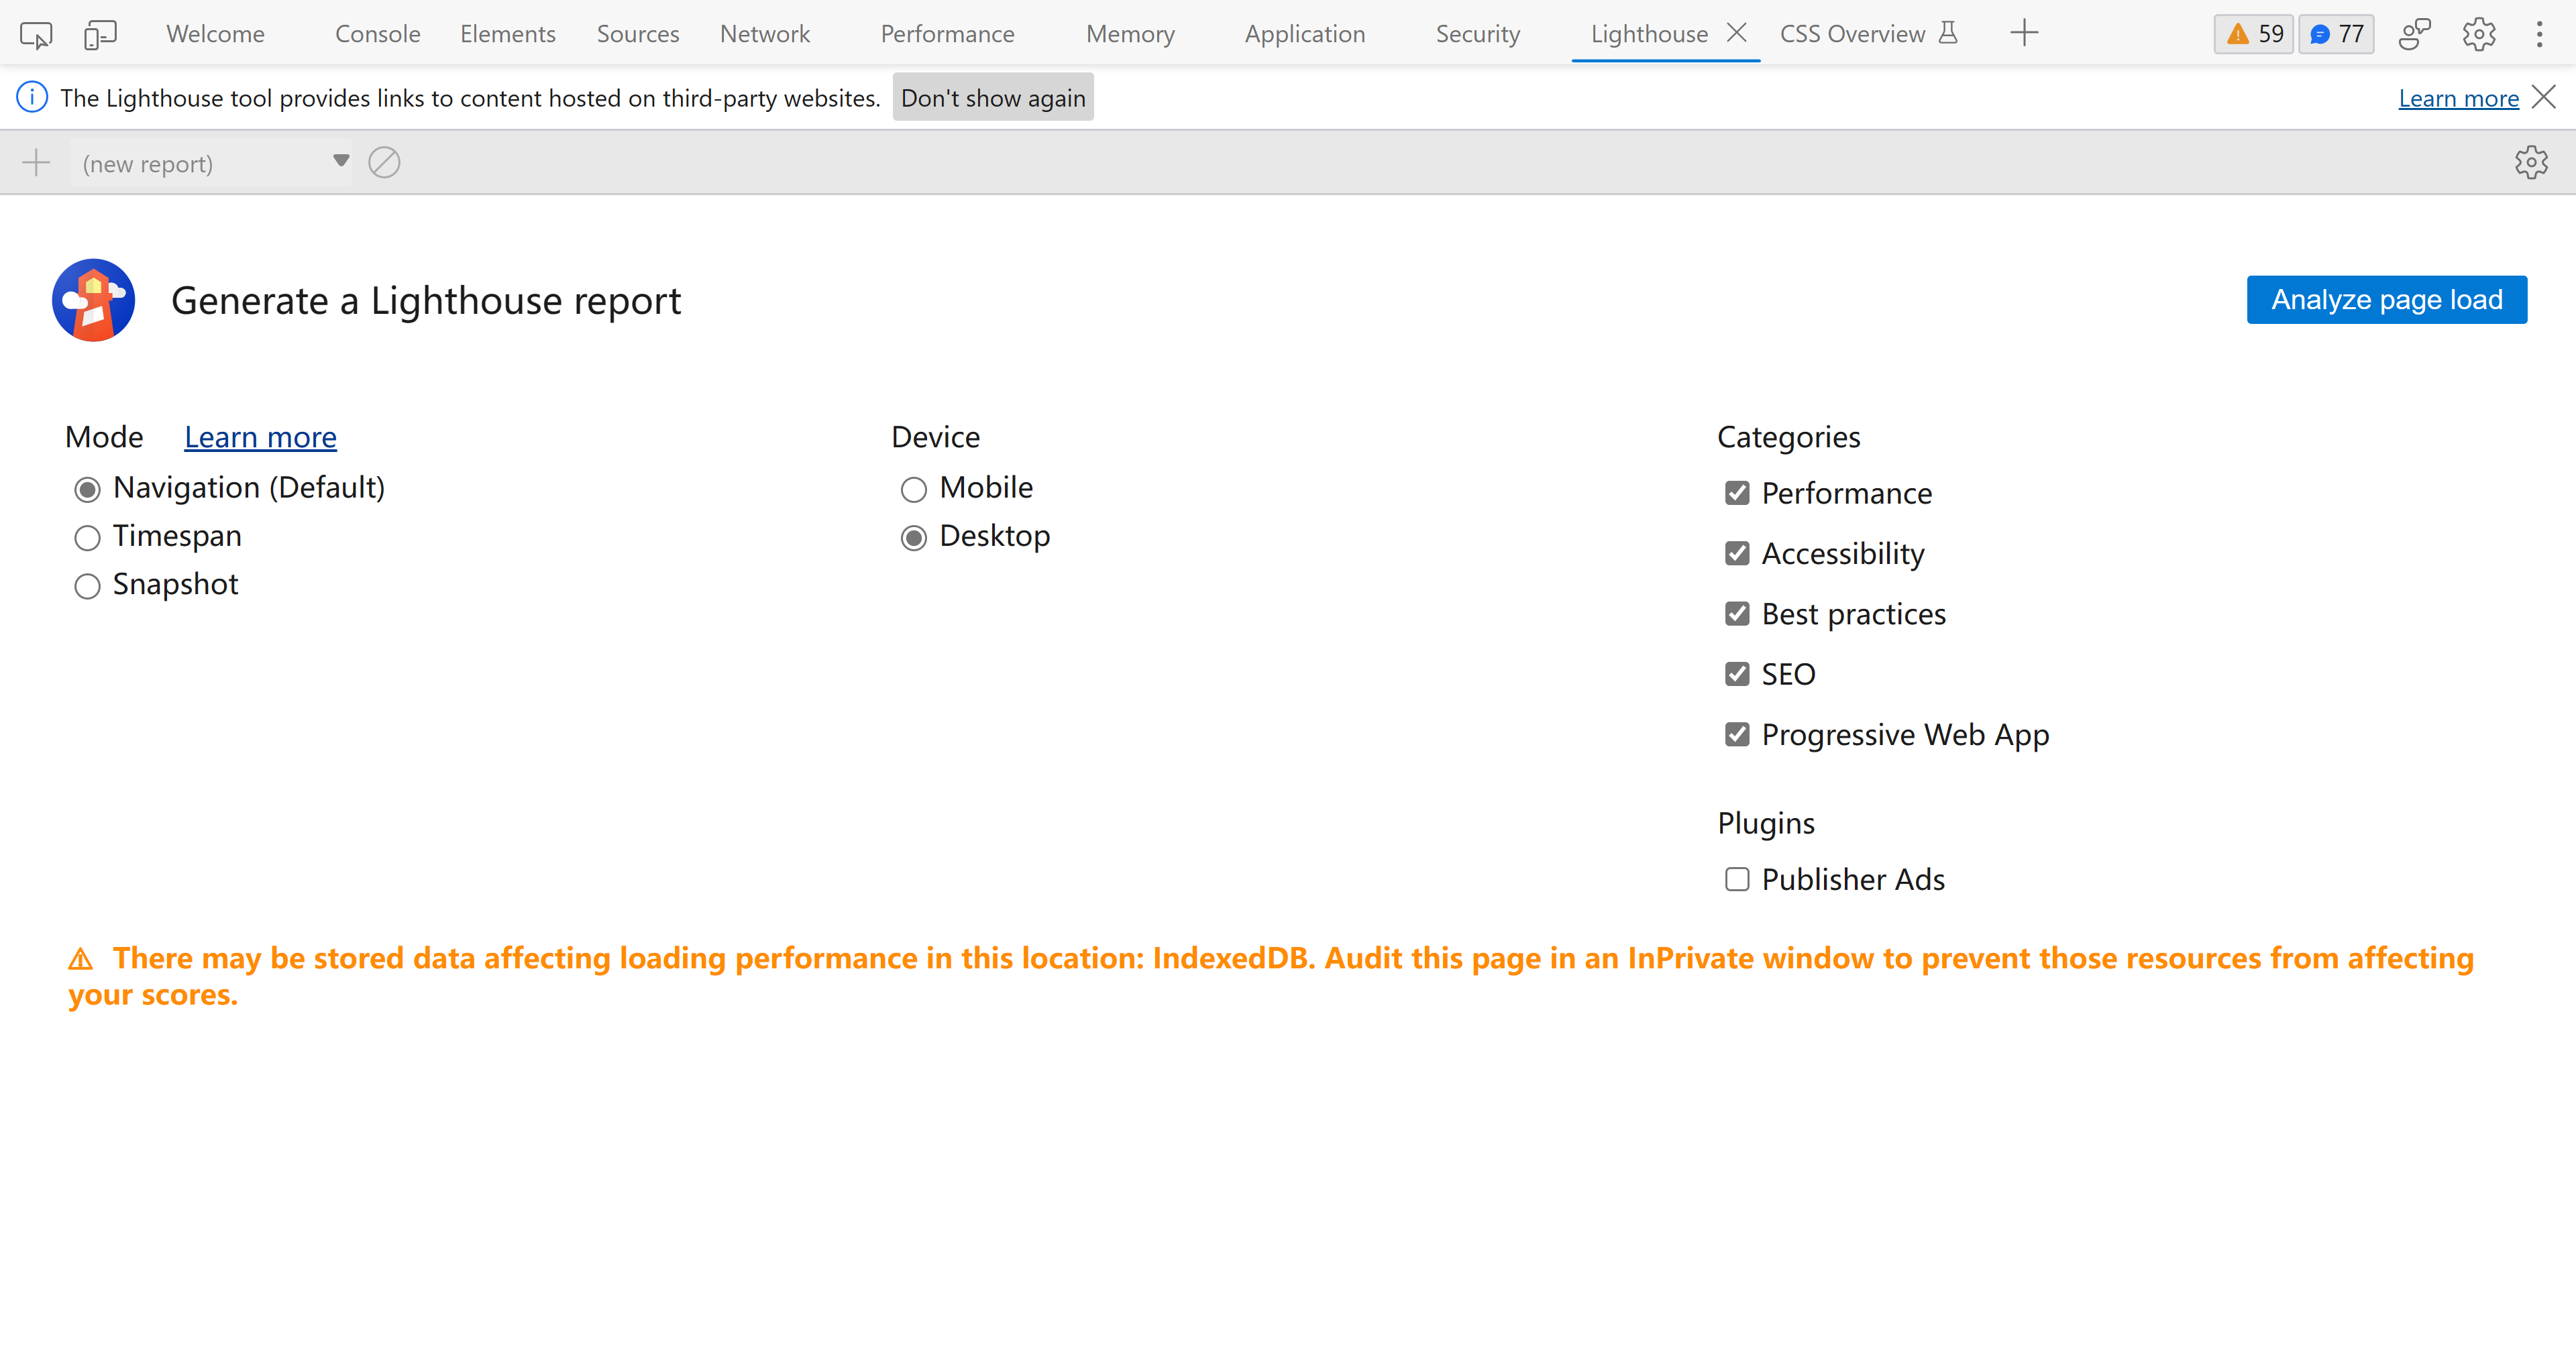 Welcome Console Elements Sources Network Performance Memory Application Security Lighthouse CSS Overview 59 77
The Lighthouse tool provides links to content hosted on third-party websites. Don't show again Learn more
(new report)
Generate a Lighthouse report Analyze page load
Mode Learn more
Navigation (Default)
Timespan
Snapshot
Device
Mobile
Desktop
Categories
Performance
Accessibility
Best practices
SEO
Progressive Web App
Plugins
Publisher Ads
There may be stored data affecting loading performance in this location: IndexedDB. Audit this page in an InPrivate window to prevent those resources from affecting
your scores.